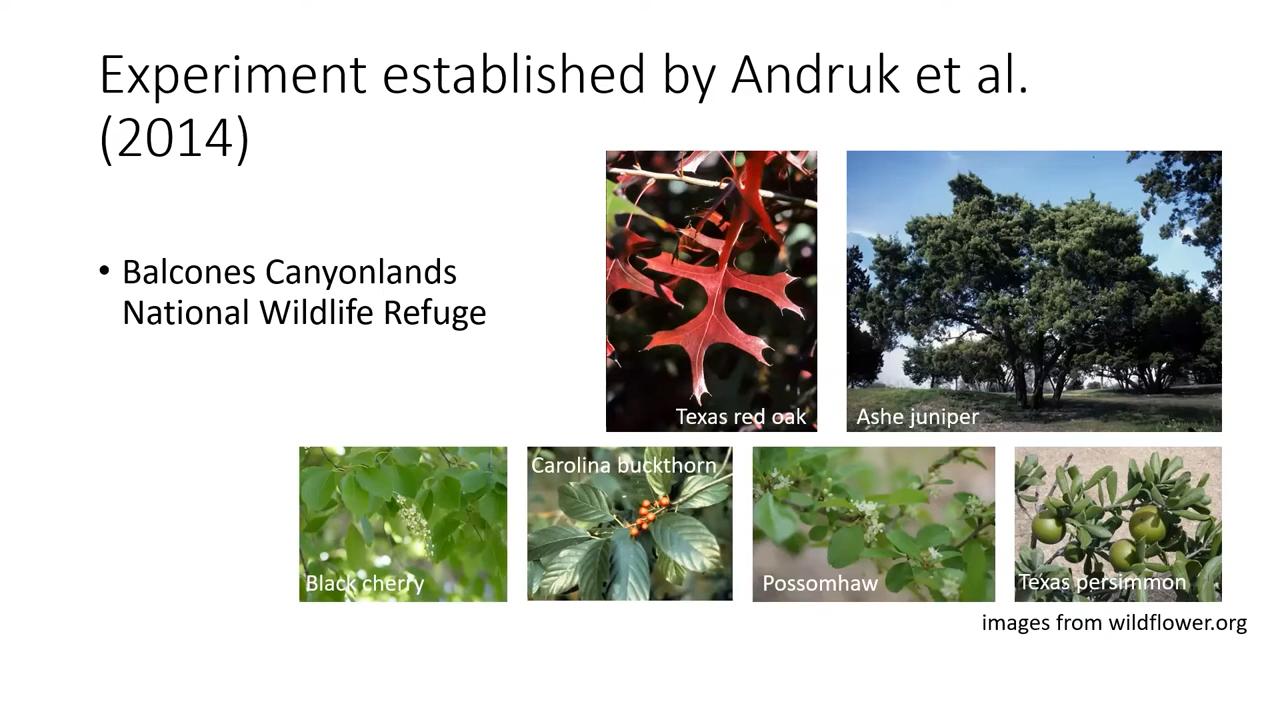 Experiment established by Andruk et al.
(2014)
• Balcones Canyonlands
National Wildlife Refuge
Texas red oak
Ashe juniper
Black cherry
Carolina buckthorn
Possomhaw
Texas persimmon
images from wildflower.org